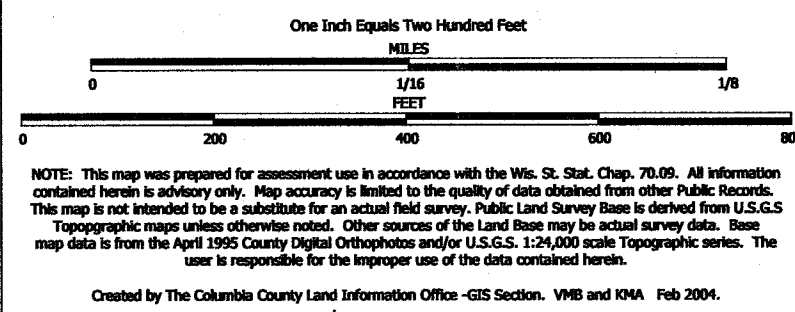 One Inch Equals Two Hundred Feet
MILES
0 1/16 1/8
FEET
0 200 400 600 80
NOTE: This map was prepared for assessment use in accordance with the Wis. St. Stat. Chap. 70.09. All information
contained herein is advisory only. Map accuracy is limited to the quality of data obtained from other Public Records.
This map is not intended to be a substitute for an actual field survey. Public Land Survey Base is derived from U.S.G.S
Topopgraphic maps unless otherwise noted. Other sources of the Land Base may be actual survey data. Base
map data is from the April 1995 County Digital Orthophotos and/or U.S.G.S. 1:24,000 scale Topographic series. The
user is responsible for the improper use of the data contained herein.
Created by The Columbia County Land Information Office -GIS Section. VMB and KMA Feb 2004.